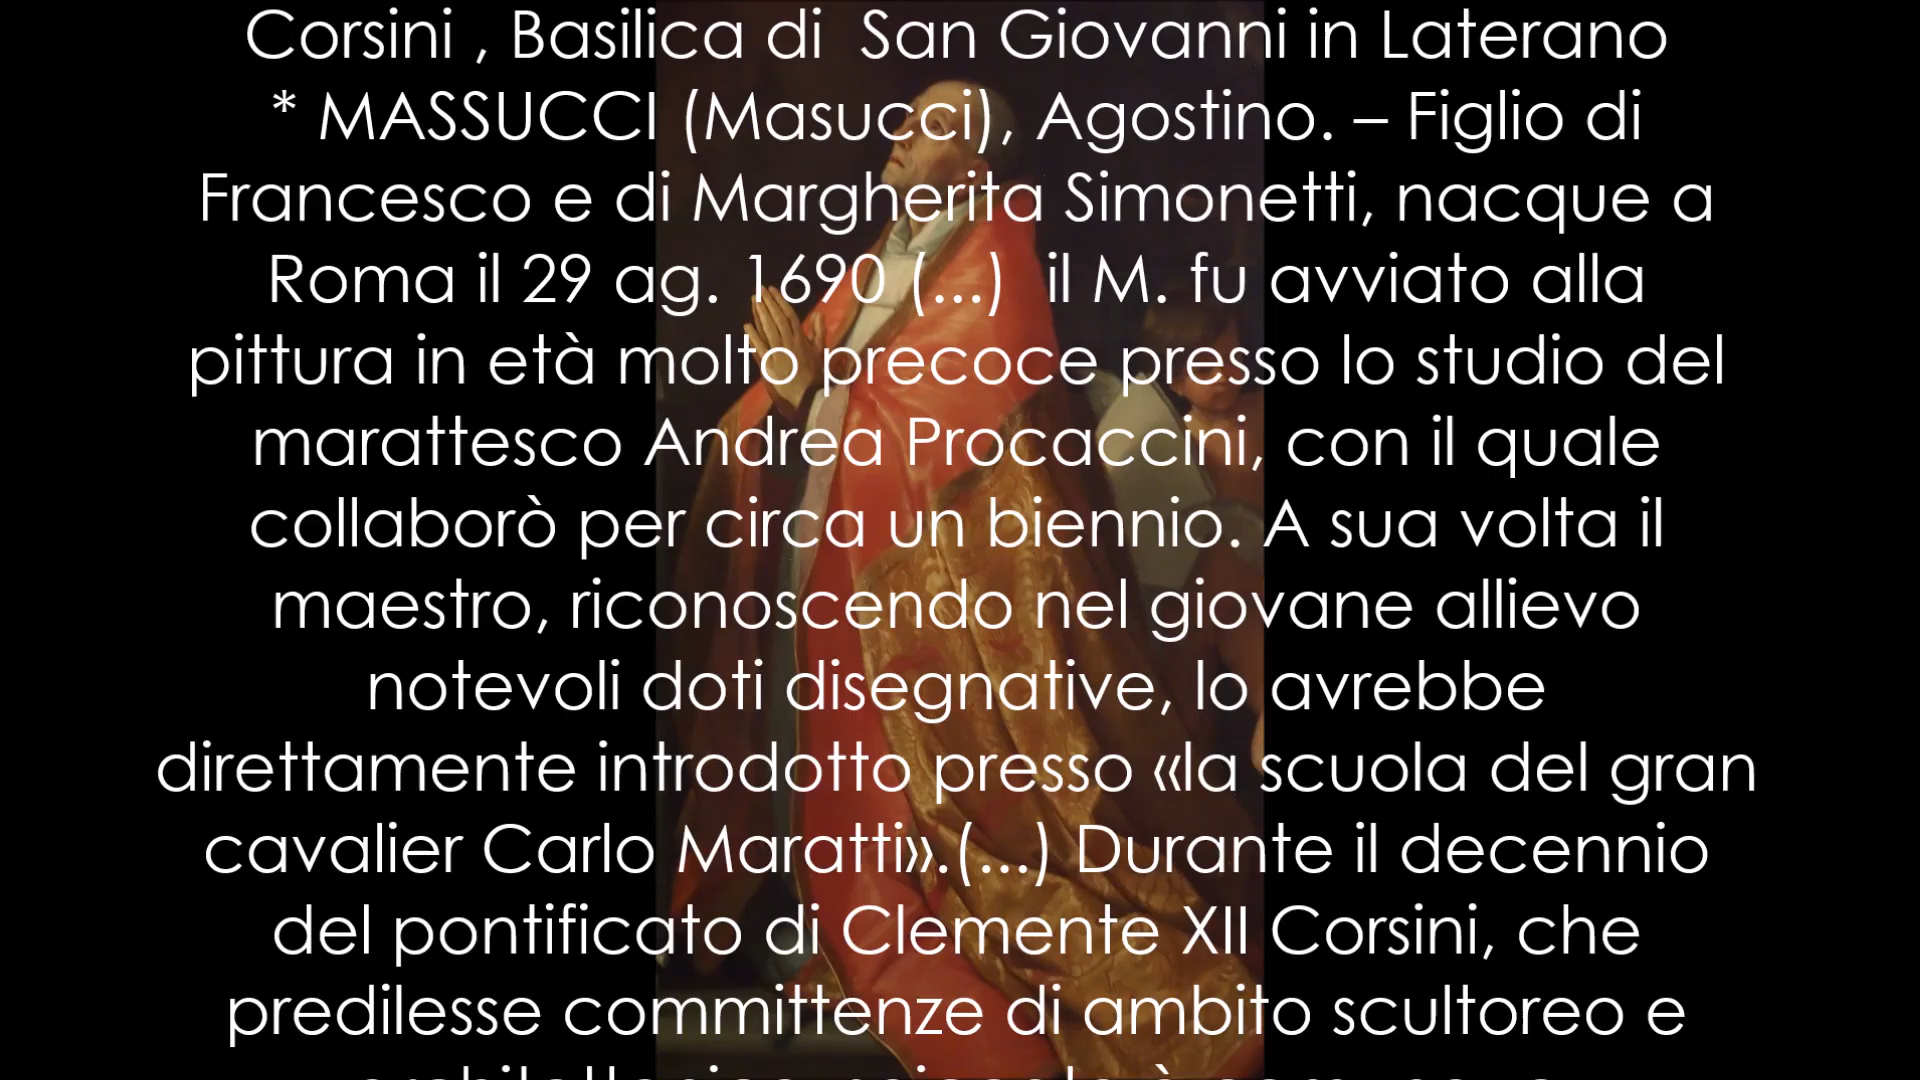 Corsini , Basilica di  San Giovanni in Laterano
* MASSUCCI (Masucci), Agostino. – Figlio di
Francesco e di Margherita Simonetti, nacque a
Roma il 29 ag. 1690 (...)  il M. fu avviato alla
pittura in età molto precoce presso lo studio del
marattesco Andrea Procaccini, con il quale
collaborò per circa un biennio. A sua volta il
maestro, riconoscendo nel giovane allievo
notevoli doti disegnative, lo avrebbe
direttamente introdotto presso «la scuola del gran
cavalier Carlo Maratti».(...) Durante il decennio
del pontificato di Clemente XII Corsini, che
predilesse committenze di ambito scultoreo e